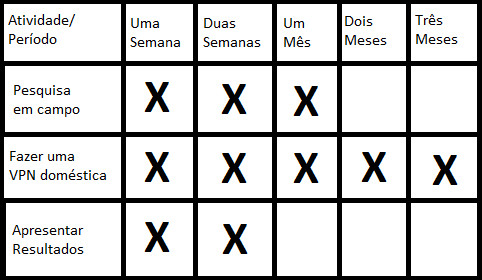 Atividade/
Período
Uma
Semana
Duas
Semanas
Um
Mês
Dois
Meses
Três
Meses
Pesquisa
em campo
X X X
Fazer uma
VPN doméstica
X X X X X
Apresentar
Resultados
X X